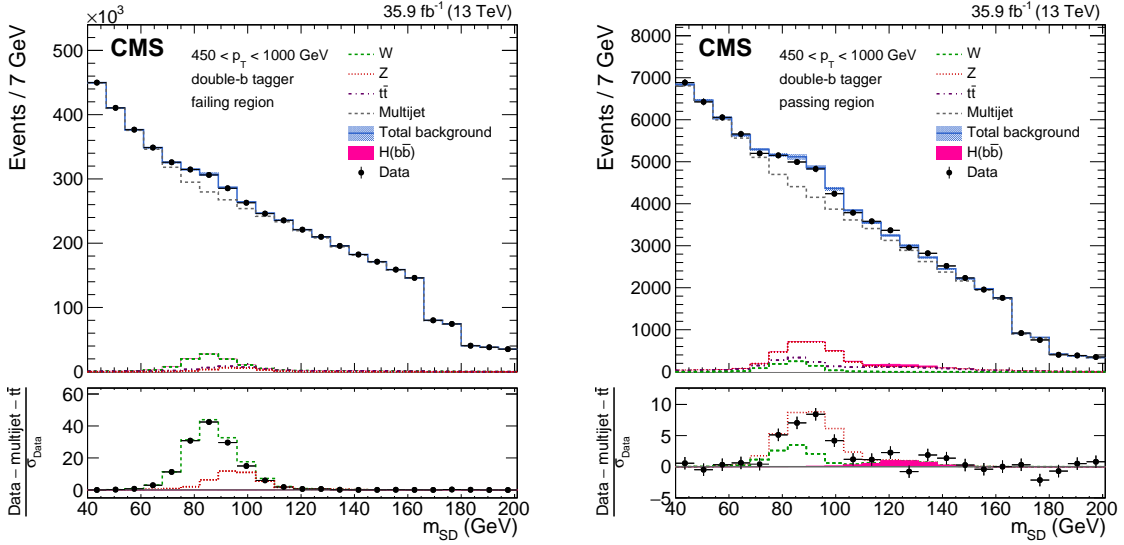 ×10³ 35.9 fb⁻¹ (13 TeV)
CMS
450 < p_T < 1000 GeV
double-b tagger
failing region
W
Z
tt̄
Multijet
Total background
H(bb̄)
Data
Events / 7 GeV
500
400
300
200
100
0
Data – multijet – tt̄
σ_Data
60
40
20
0
40 60 80 100 120 140 160 180 200
m_SD (GeV)
35.9 fb⁻¹ (13 TeV)
CMS
450 < p_T < 1000 GeV
double-b tagger
passing region
W
Z
tt̄
Multijet
Total background
H(bb̄)
Data
Events / 7 GeV
8000
7000
6000
5000
4000
3000
2000
1000
0
Data – multijet – tt̄
σ_Data
10
5
0
−5
40 60 80 100 120 140 160 180 200
m_SD (GeV)